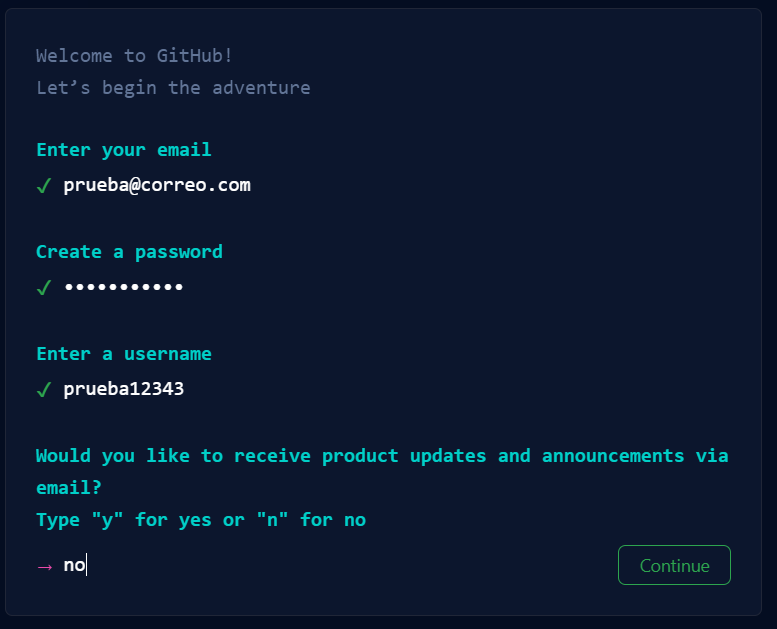 Welcome to GitHub!
Let’s begin the adventure
Enter your email
✓ prueba@correo.com
Create a password
✓ •••••••••••
Enter a username
✓ prueba12343
Would you like to receive product updates and announcements via
email?
Type "y" for yes or "n" for no
→ no
Continue